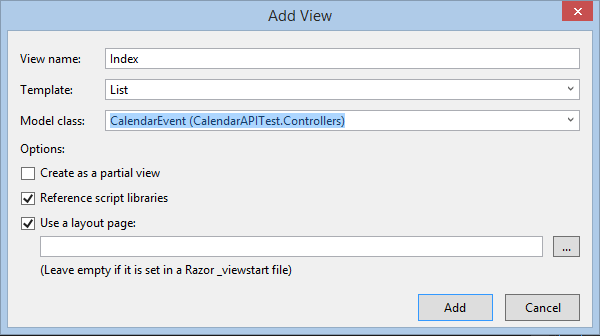 Add View
View name: Index
Template: List
Model class: CalendarEvent (CalendarAPITest.Controllers)
Options:
Create as a partial view
Reference script libraries
Use a layout page:
...
(Leave empty if it is set in a Razor _viewstart file)
Add Cancel